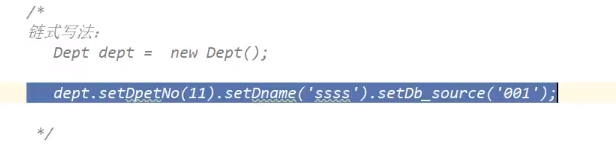 /*
链式写法：
Dept dept =  new Dept();
dept.setDpetNo(11).setDname('ssss').setDb_source('001');
*/